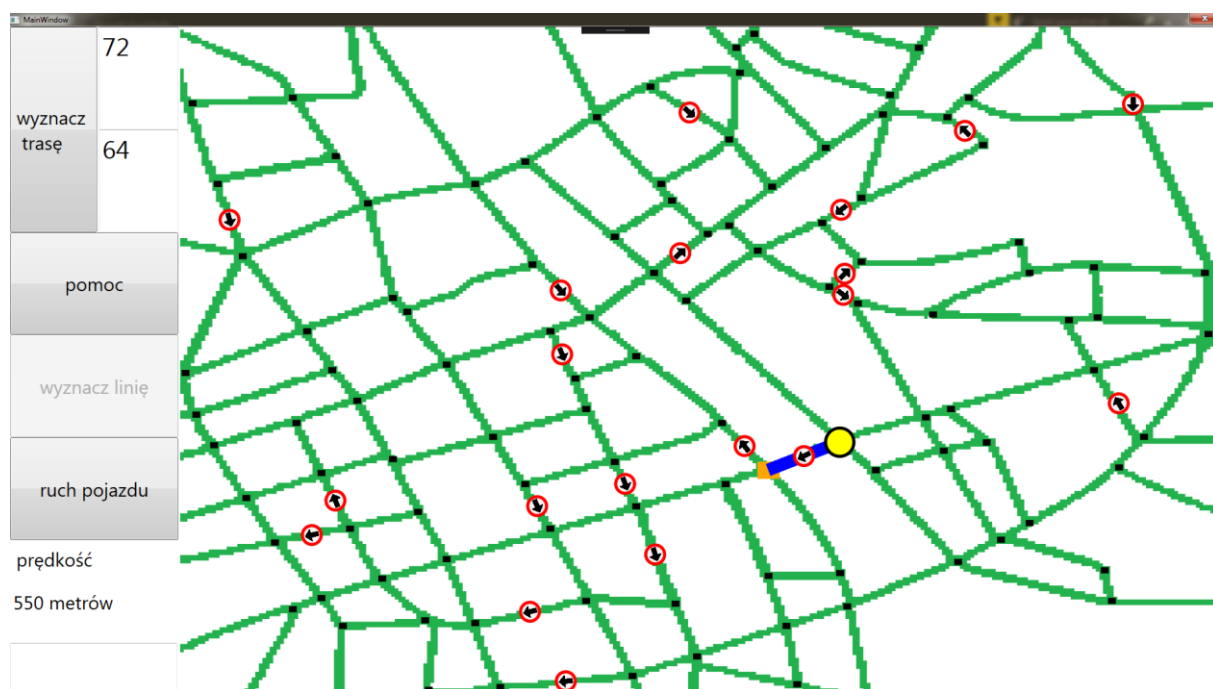 MainWindow
72
wyznacz
trasę
64
pomoc
wyznacz linię
ruch pojazdu
prędkość
550 metrów